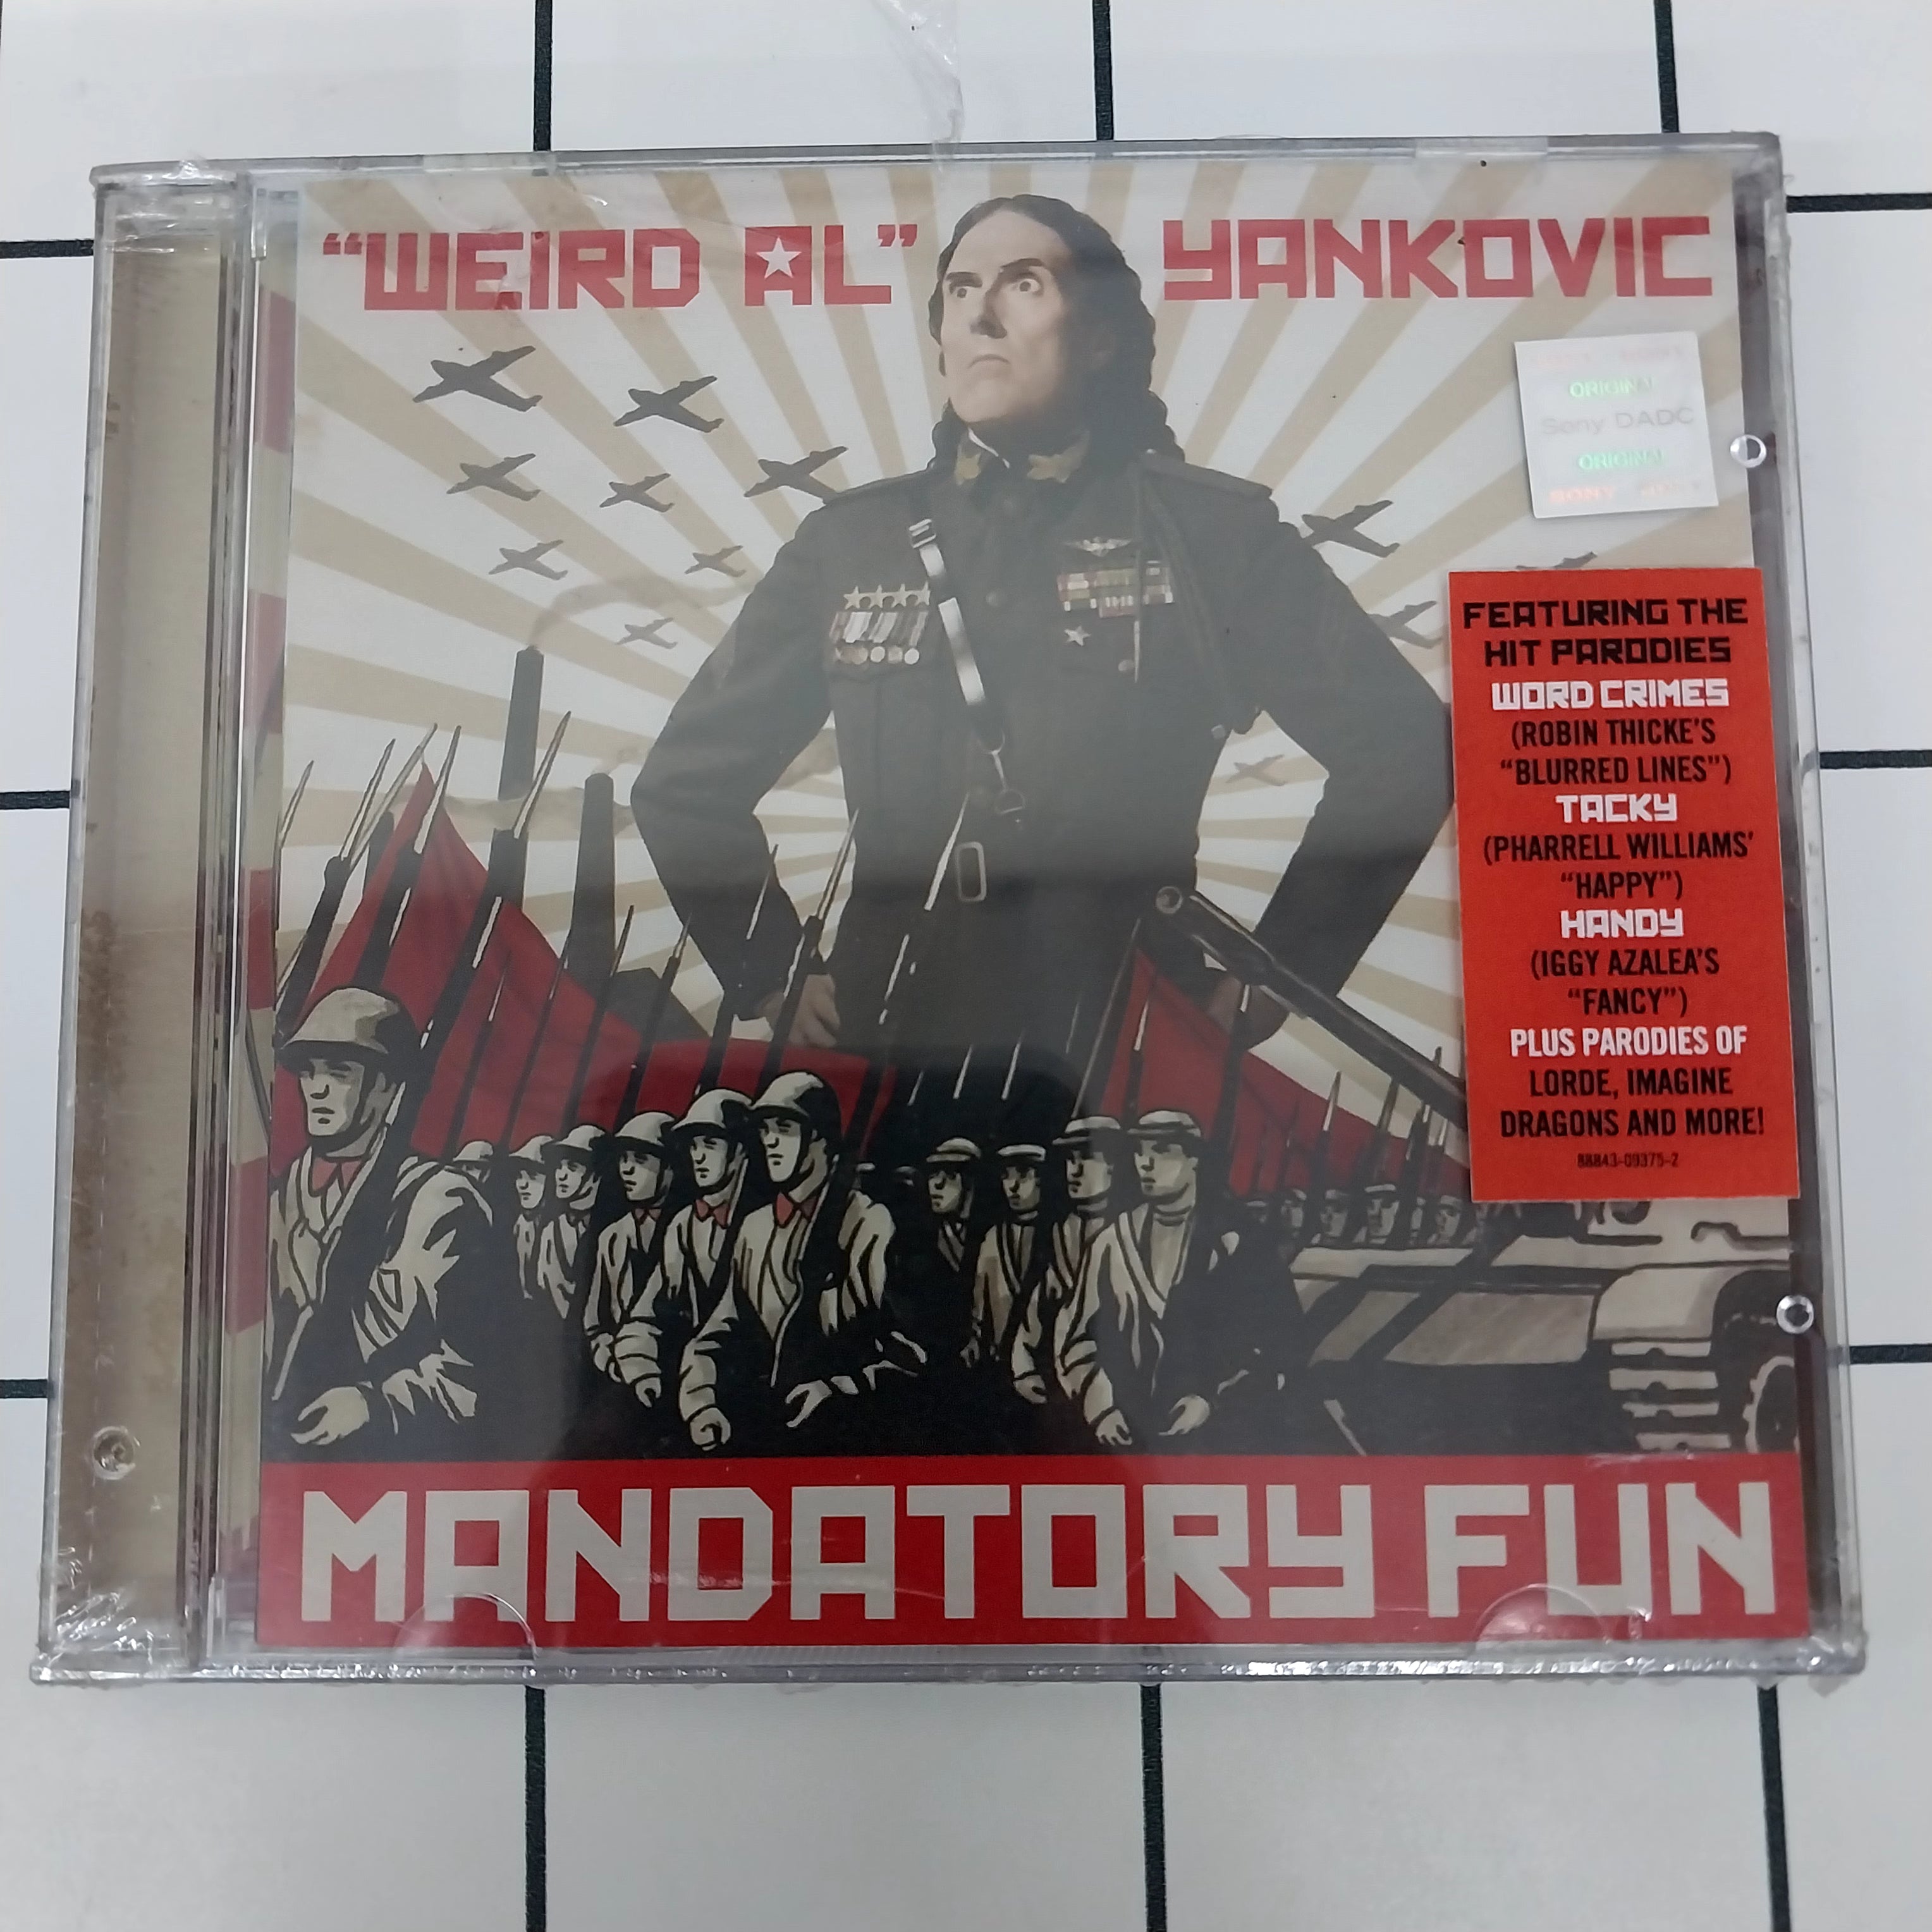 “WEIRD AL” YANKOVIC
ORIGINAL
Sony DADC
ORIGINAL
SONY
FEATURING THE
HIT PARODIES
WORD CRIMES
(ROBIN THICKE'S
“BLURRED LINES”)
TACKY
(PHARRELL WILLIAMS'
“HAPPY”)
HANDY
(IGGY AZALEA'S
“FANCY”)
PLUS PARODIES OF
LORDE, IMAGINE
DRAGONS AND MORE!
88843-09375-2
MANDATORY FUN